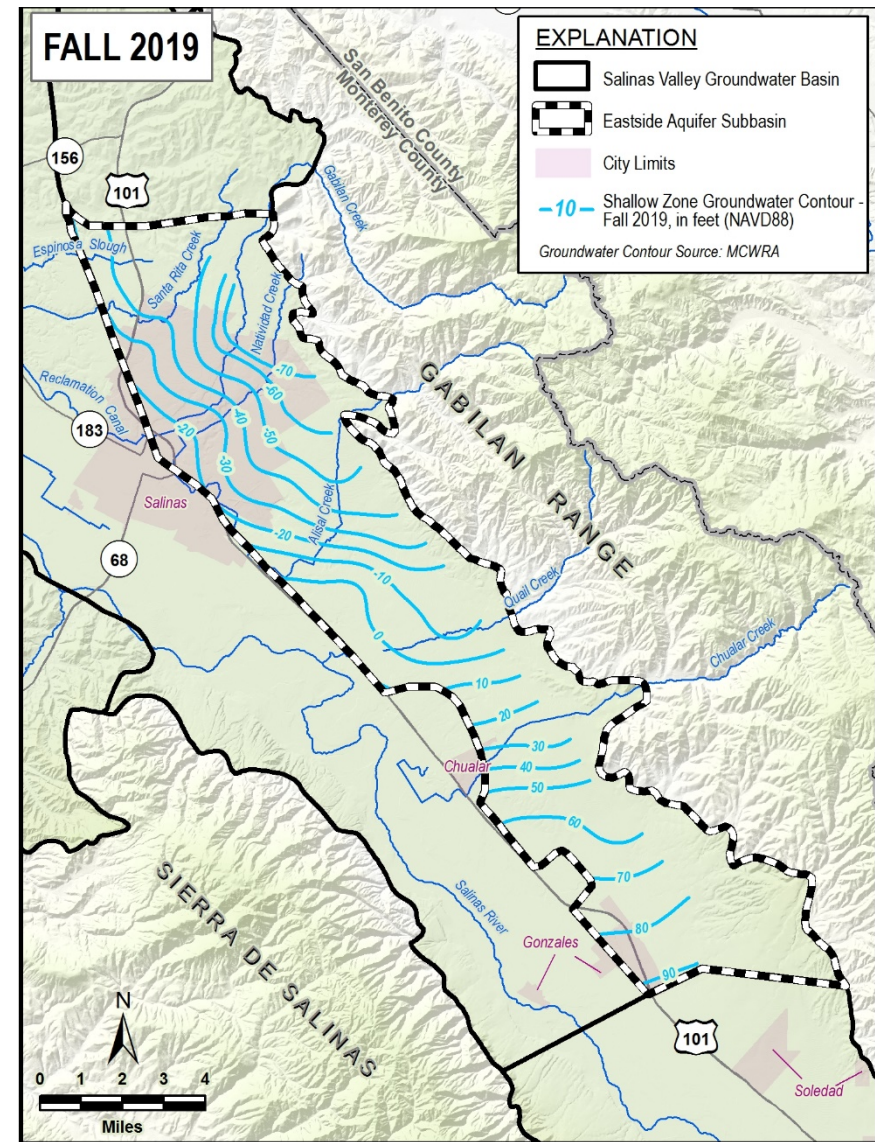 FALL 2019
EXPLANATION
Salinas Valley Groundwater Basin
Eastside Aquifer Subbasin
City Limits
-10
Shallow Zone Groundwater Contour -
Fall 2019, in feet (NAVD88)
Groundwater Contour Source: MCWRA
San Benito County
Monterey County
156
101
Gabilan Creek
Espinosa Slough
Santa Rita Creek
Natividad Creek
-70
-60
-50
-40
-20
-30
Reclamation Canal
183
GABILAN RANGE
Salinas
Alisal Creek
-20
68
-10
Quail Creek
0
Chualar Creek
10
20
30
40
50
Chualar
60
70
80
90
Salinas River
Gonzales
SIERRA DE SALINAS
101
Soledad
N
0 1 2 3 4
Miles